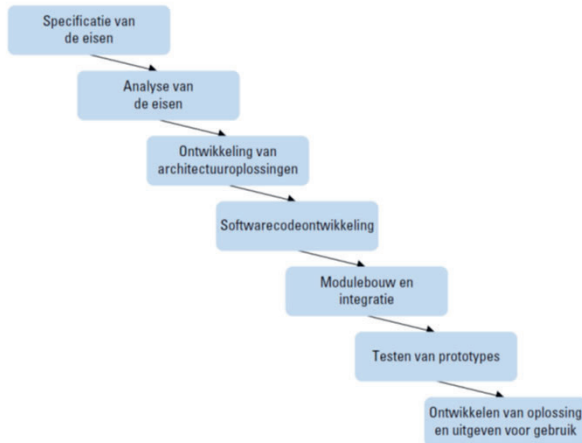 Specificatie van
de eisen
Analyse van
de eisen
Ontwikkeling van
architectuuroplossingen
Softwarecodeontwikkeling
Modulebouw en
integratie
Testen van prototypes
Ontwikkelen van oplossing
en uitgeven voor gebruik